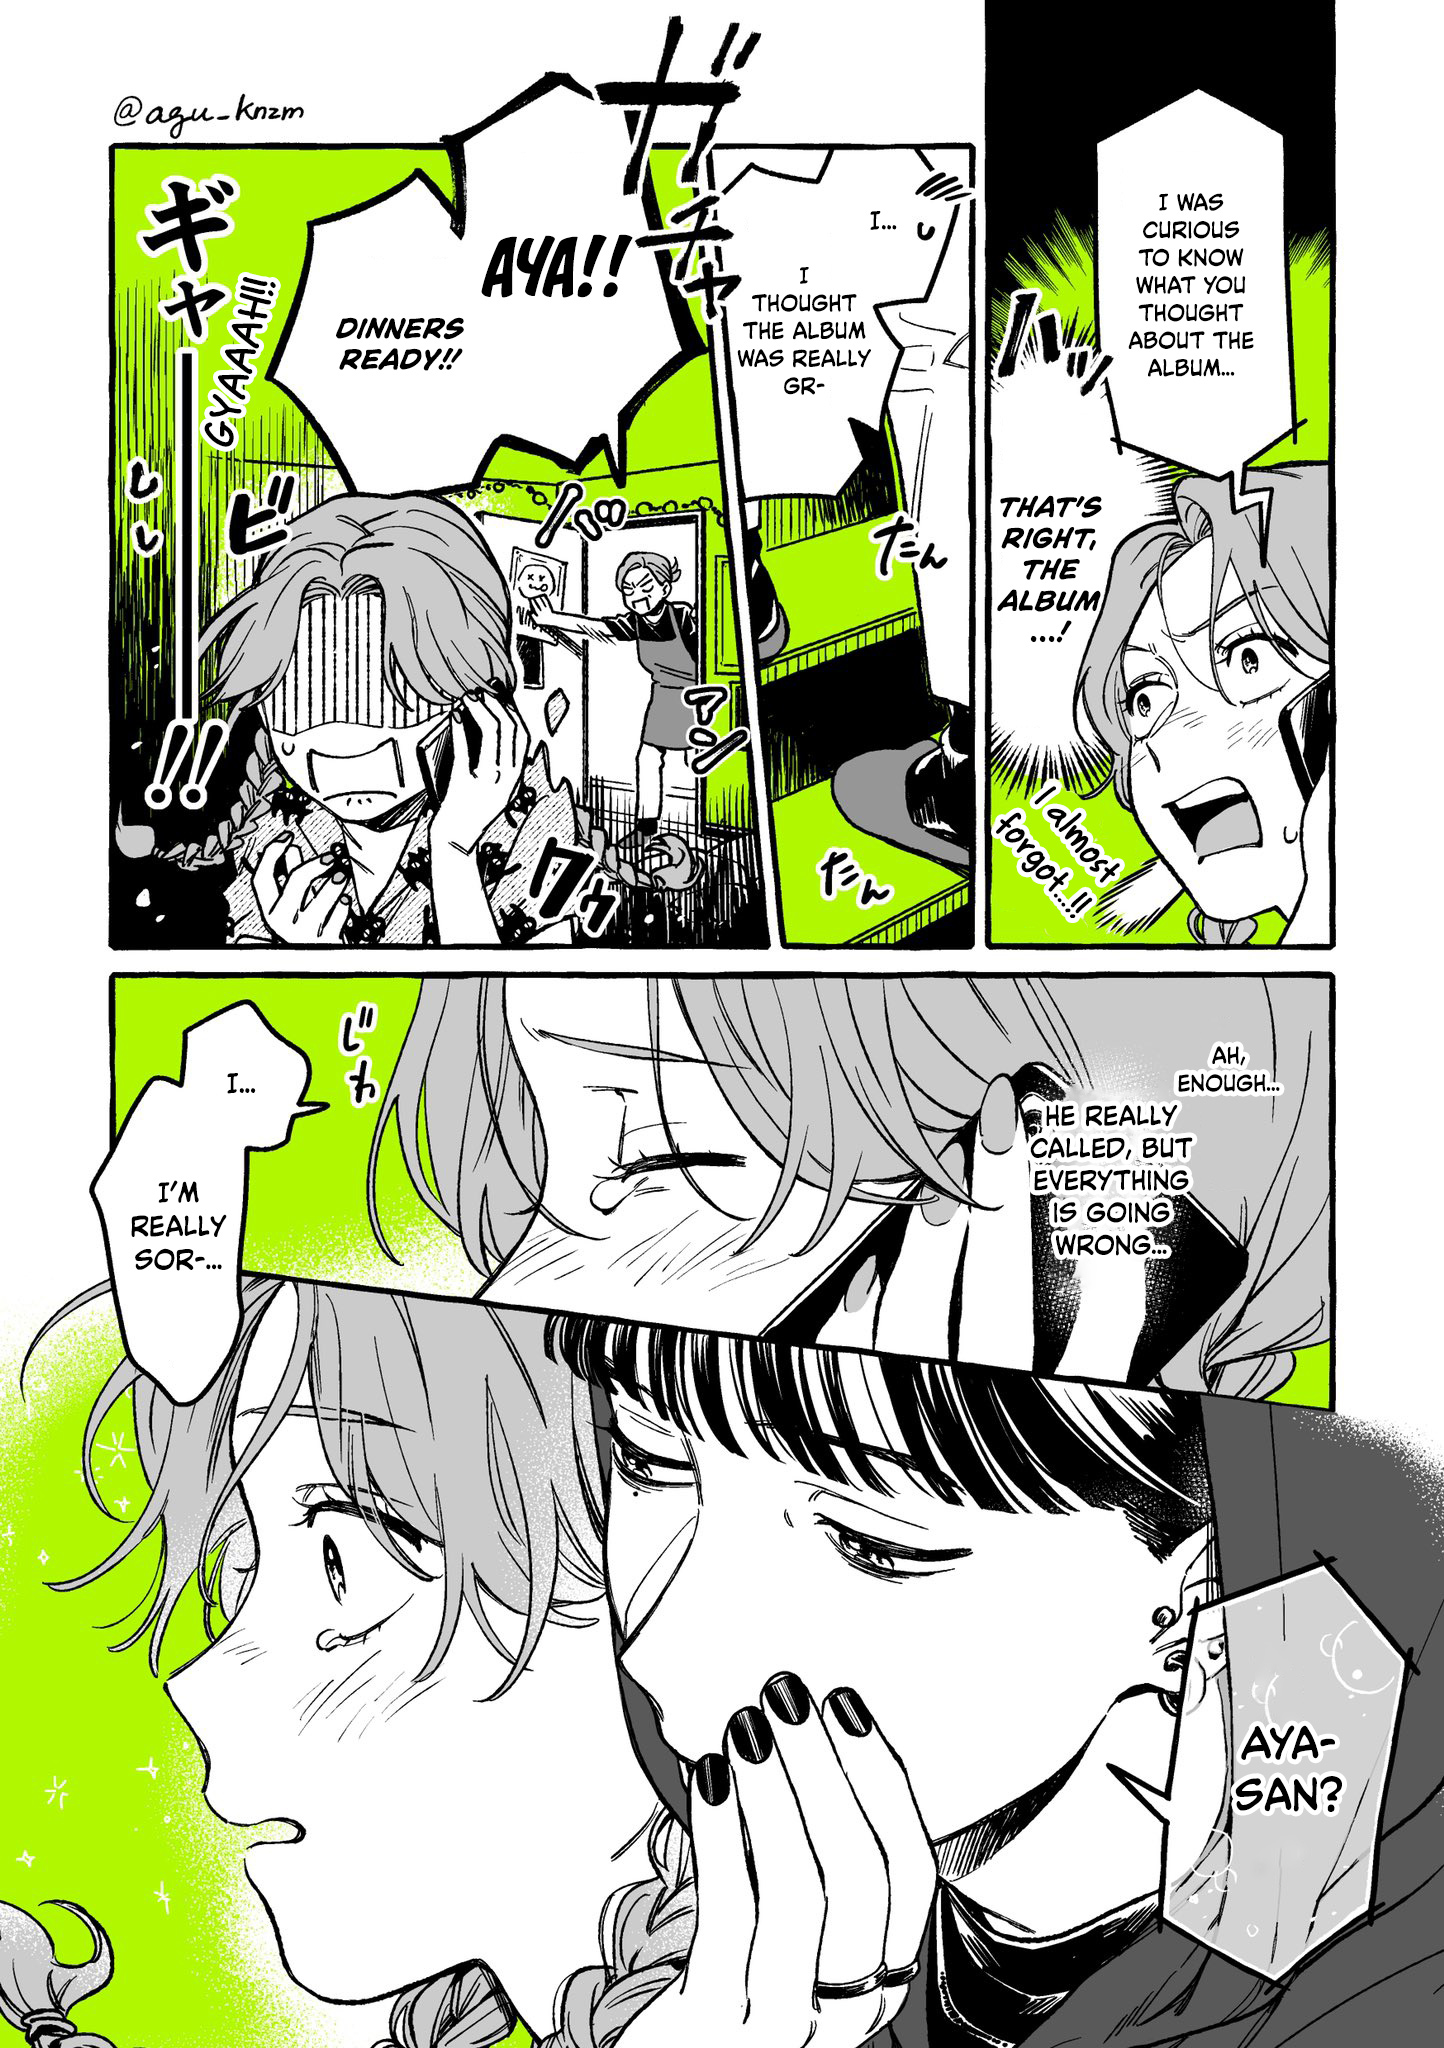 @agu_knzm
I WAS
CURIOUS
TO KNOW
WHAT YOU
THOUGHT
ABOUT THE
ALBUM...
バッ
THAT'S
RIGHT,
THE
ALBUM
....!
I almost
forgot...!!
I...
I
THOUGHT
THE ALBUM
WAS REALLY
GR-
たん
たん
ガチャ
AYA!!
DINNERS
READY!!
ギャー!!
GYAAAH!!!
ビ
バン
アン
ワゥ
AH,
ENOUGH...
HE REALLY
CALLED, BUT
EVERYTHING
IS GOING
WRONG...
じわ
I...
I'M
REALLY
SOR-...
AYA-
SAN?